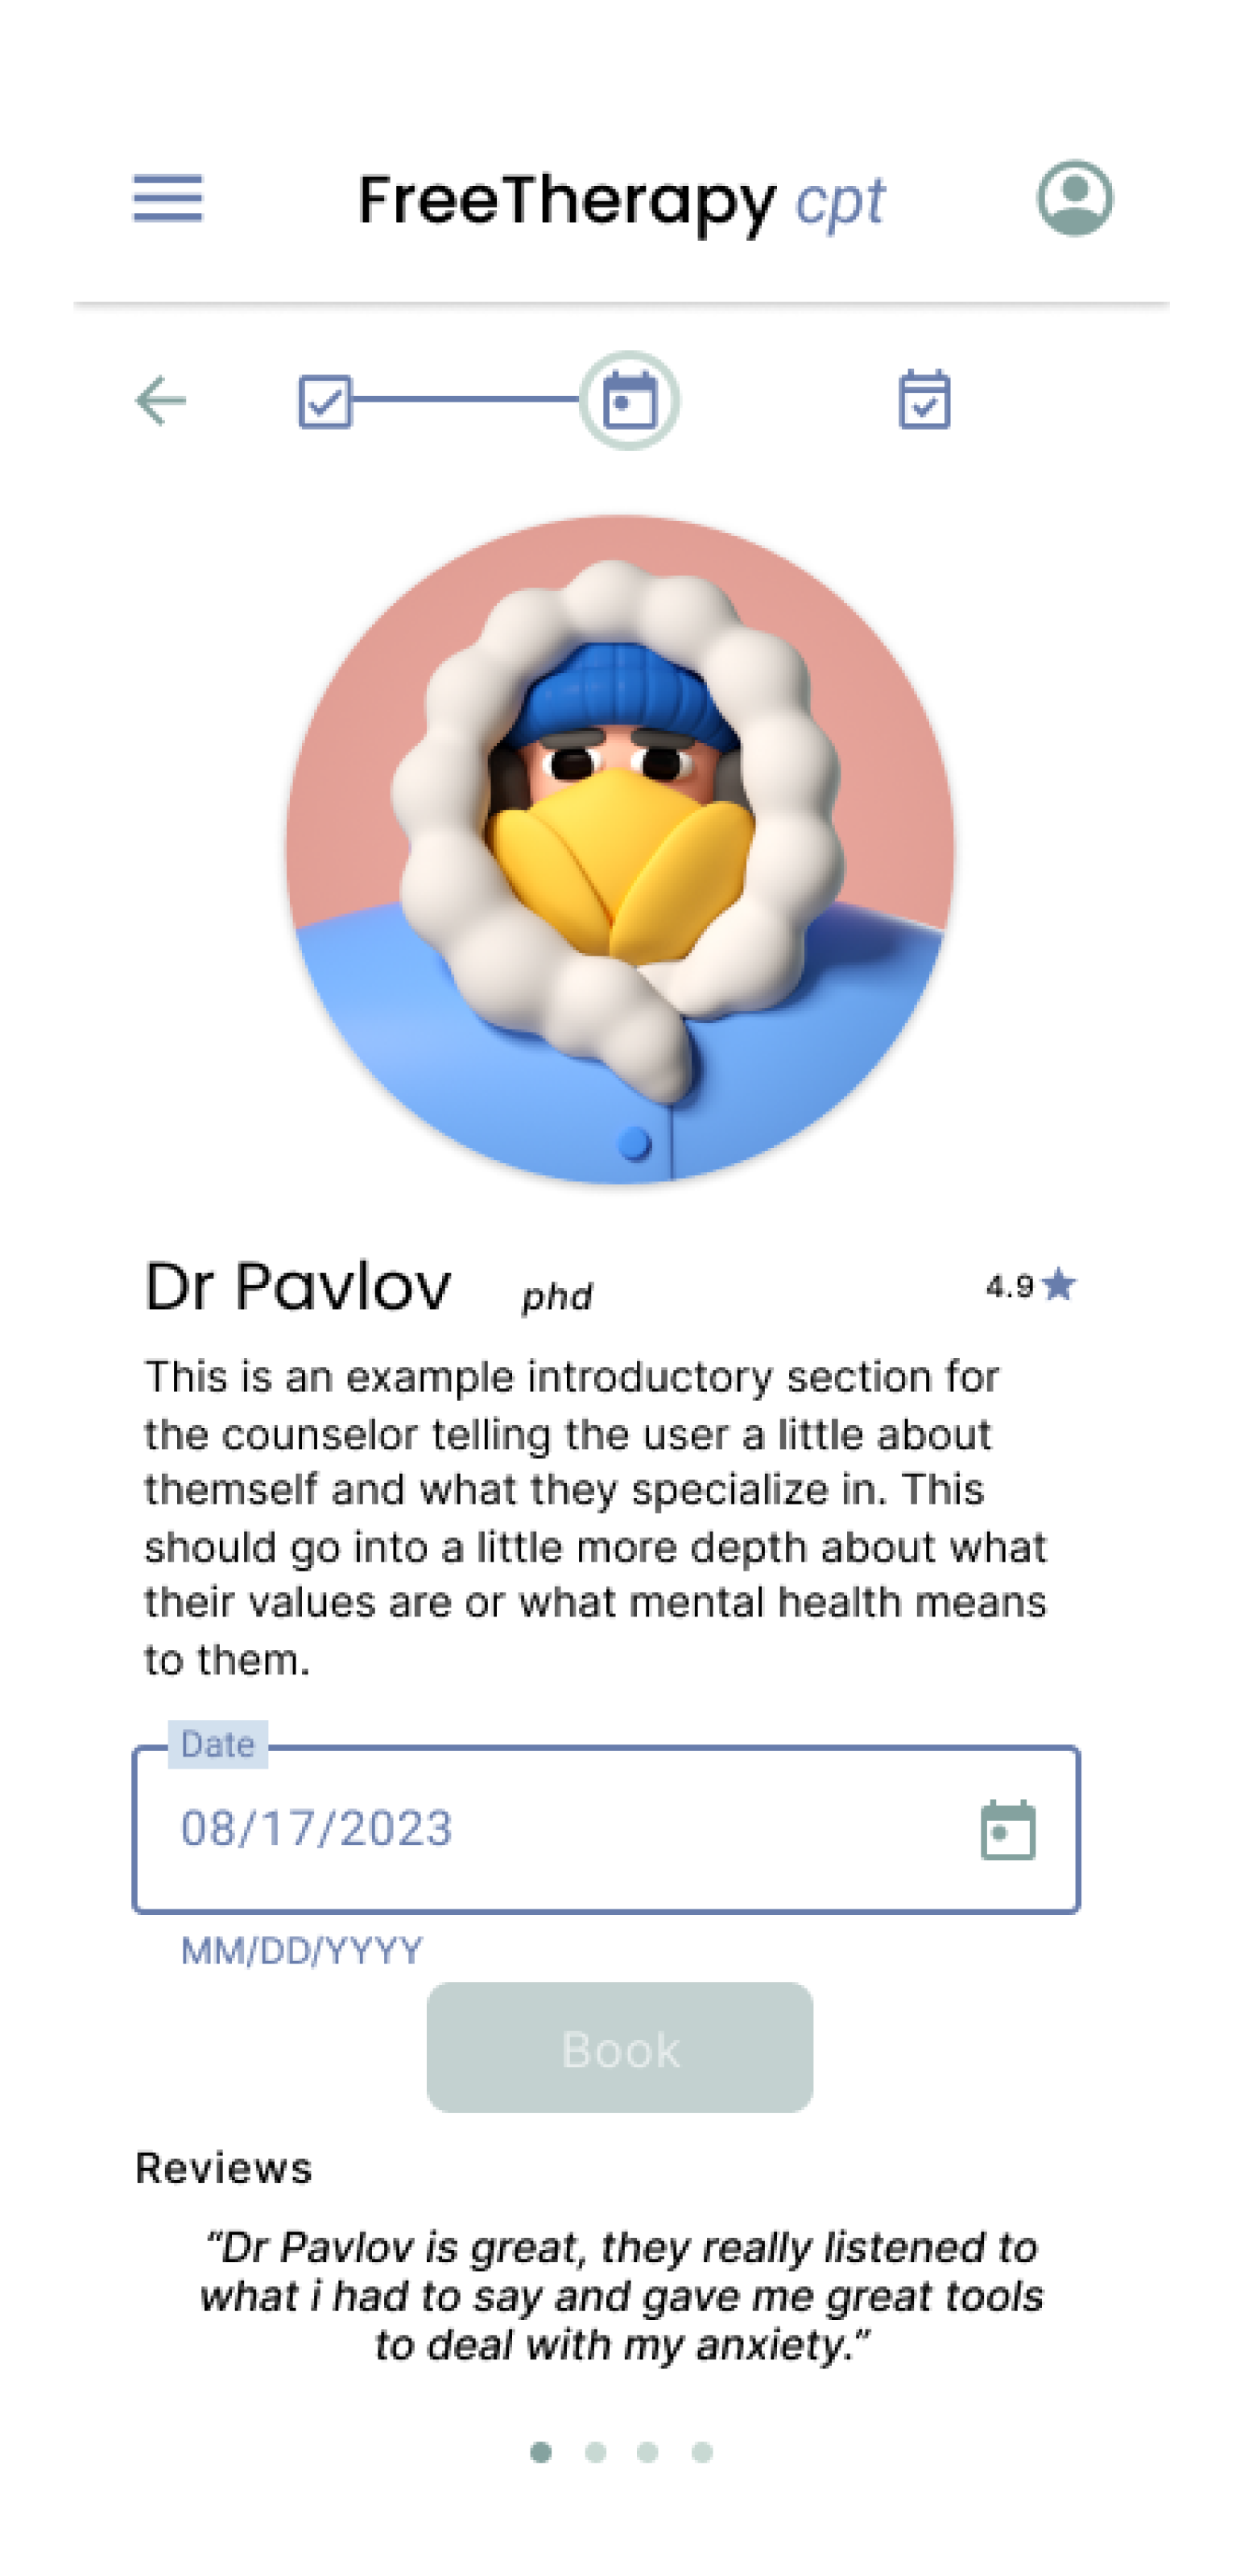 FreeTherapy cpt
Dr Pavlov phd 4.9
This is an example introductory section for
the counselor telling the user a little about
themself and what they specialize in. This
should go into a little more depth about what
their values are or what mental health means
to them.
Date
08/17/2023
MM/DD/YYYY
Book
Reviews
“Dr Pavlov is great, they really listened to
what i had to say and gave me great tools
to deal with my anxiety.”